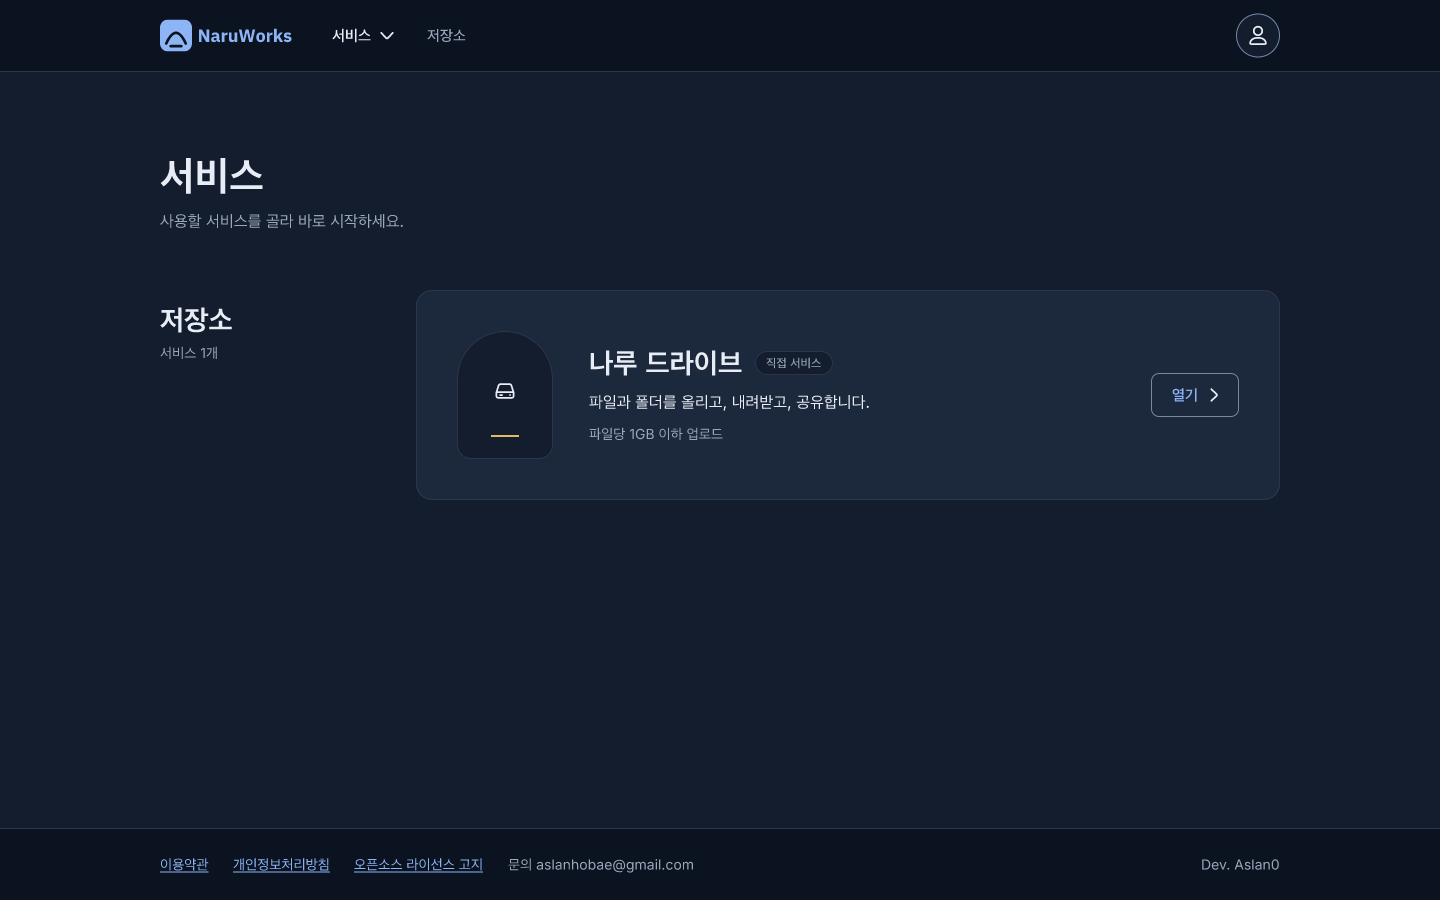 NaruWorks 서비스 저장소
서비스
사용할 서비스를 골라 바로 시작하세요.
저장소
서비스 1개
나루 드라이브 직접 서비스
파일과 폴더를 올리고, 내려받고, 공유합니다.
파일당 1GB 이하 업로드
열기
이용약관 개인정보처리방침 오픈소스 라이선스 고지 문의 aslanhobae@gmail.com Dev. Aslan0